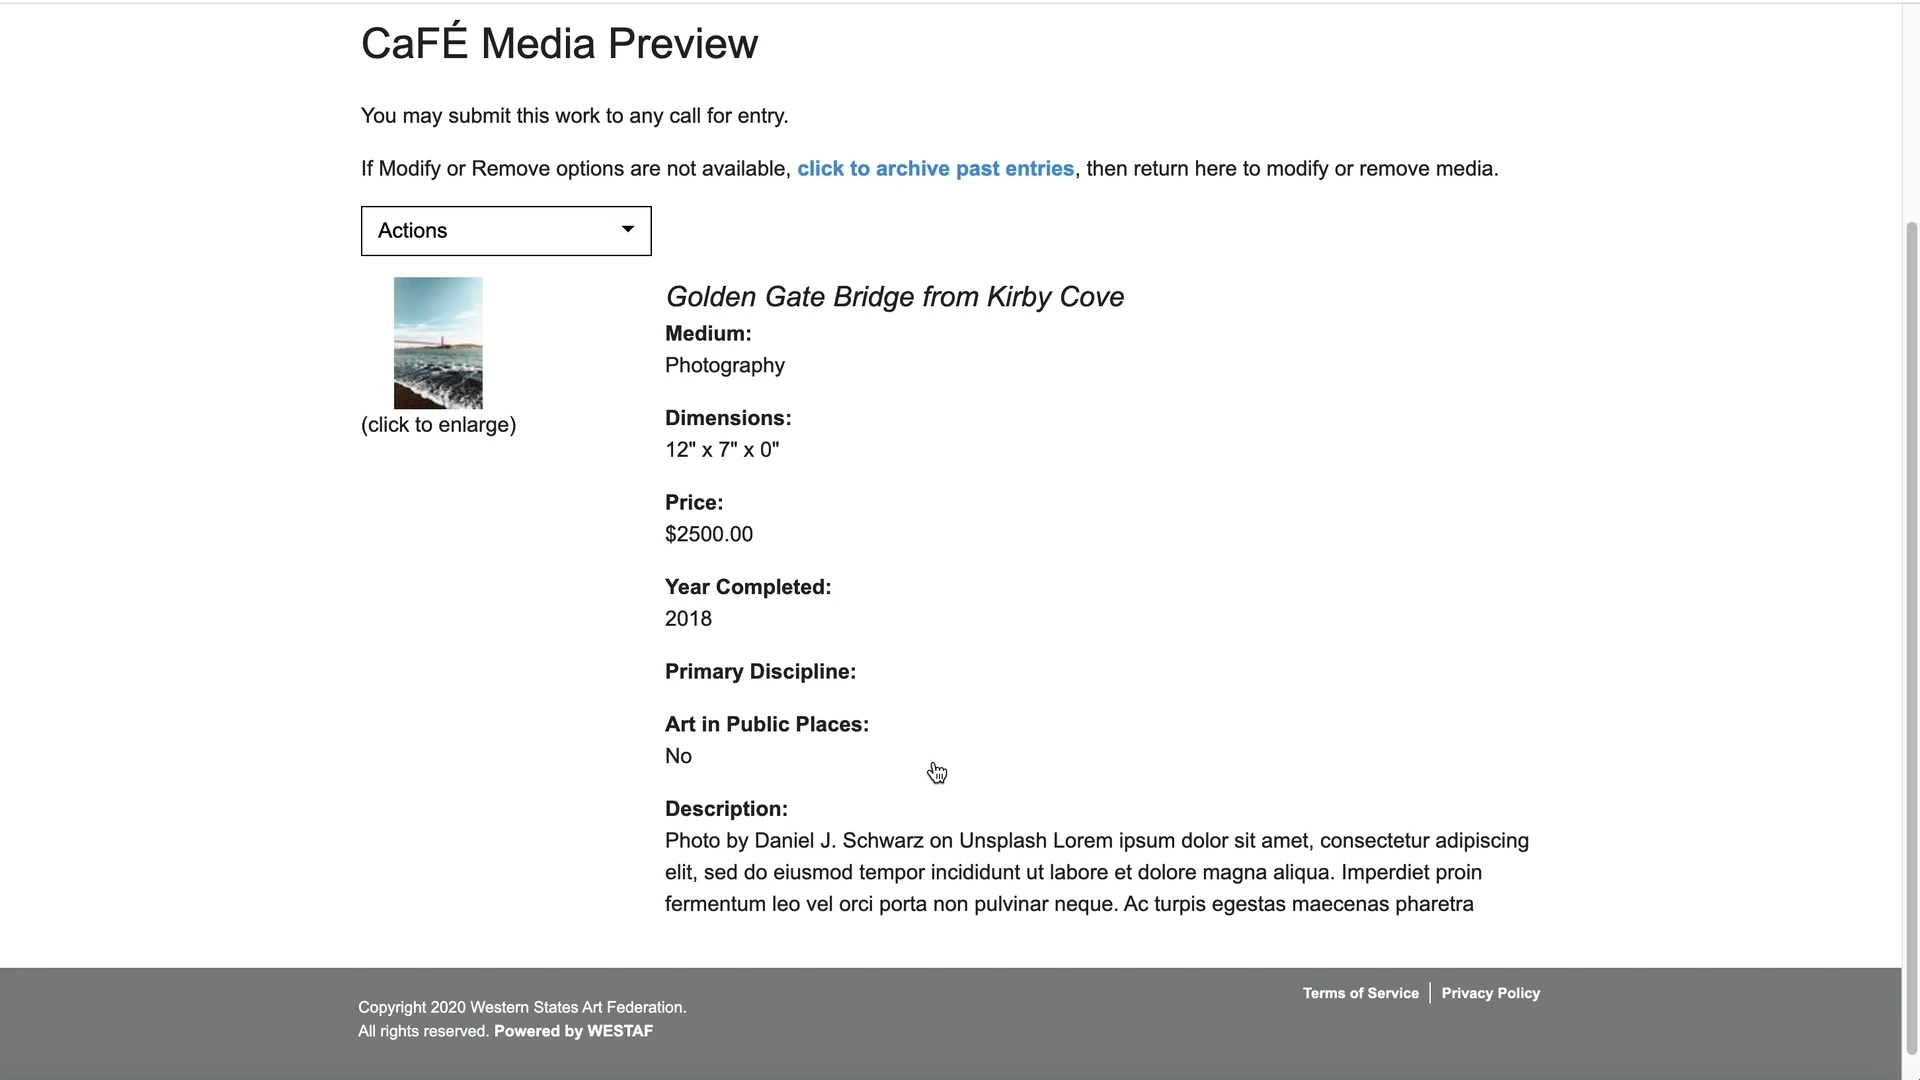 CaFÉ Media Preview
You may submit this work to any call for entry.
If Modify or Remove options are not available, click to archive past entries, then return here to modify or remove media.
Actions
(click to enlarge)
Golden Gate Bridge from Kirby Cove
Medium:
Photography
Dimensions:
12" x 7" x 0"
Price:
$2500.00
Year Completed:
2018
Primary Discipline:
Art in Public Places:
No
Description:
Photo by Daniel J. Schwarz on Unsplash Lorem ipsum dolor sit amet, consectetur adipiscing
elit, sed do eiusmod tempor incididunt ut labore et dolore magna aliqua. Imperdiet proin
fermentum leo vel orci porta non pulvinar neque. Ac turpis egestas maecenas pharetra
Copyright 2020 Western States Art Federation.
All rights reserved. Powered by WESTAF
Terms of Service
Privacy Policy